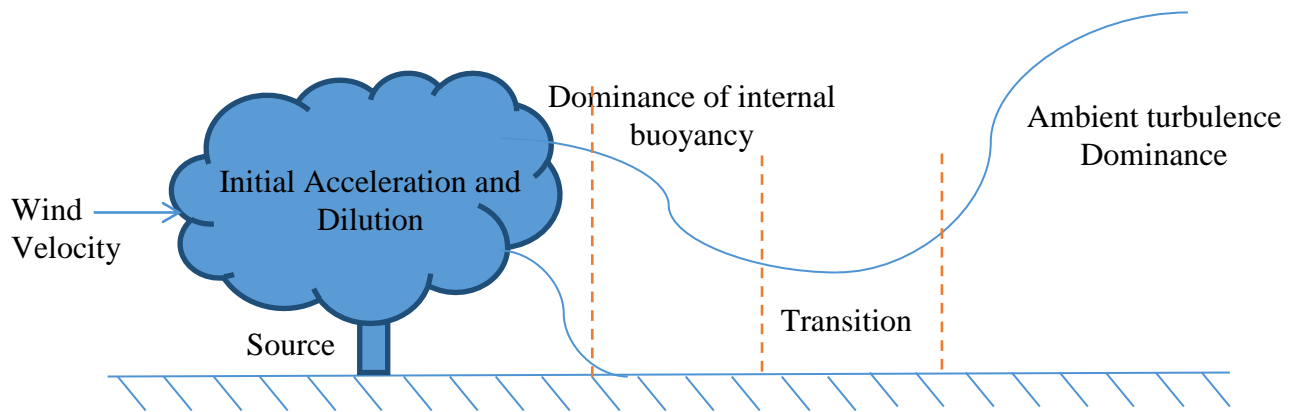 Dominance of internal
buoyancy
Ambient turbulence
Dominance
Initial Acceleration and
Dilution
Wind
Velocity
Transition
Source